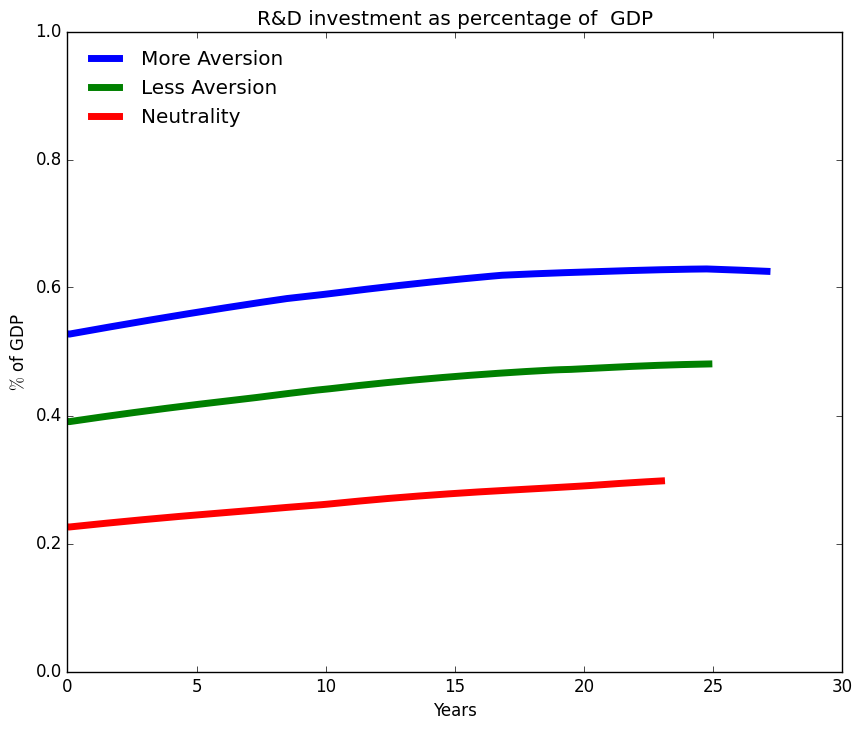 R&D investment as percentage of  GDP
More Aversion
Less Aversion
Neutrality
% of GDP
1.0
0.8
0.6
0.4
0.2
0.0
0 5 10 15 20 25 30
Years